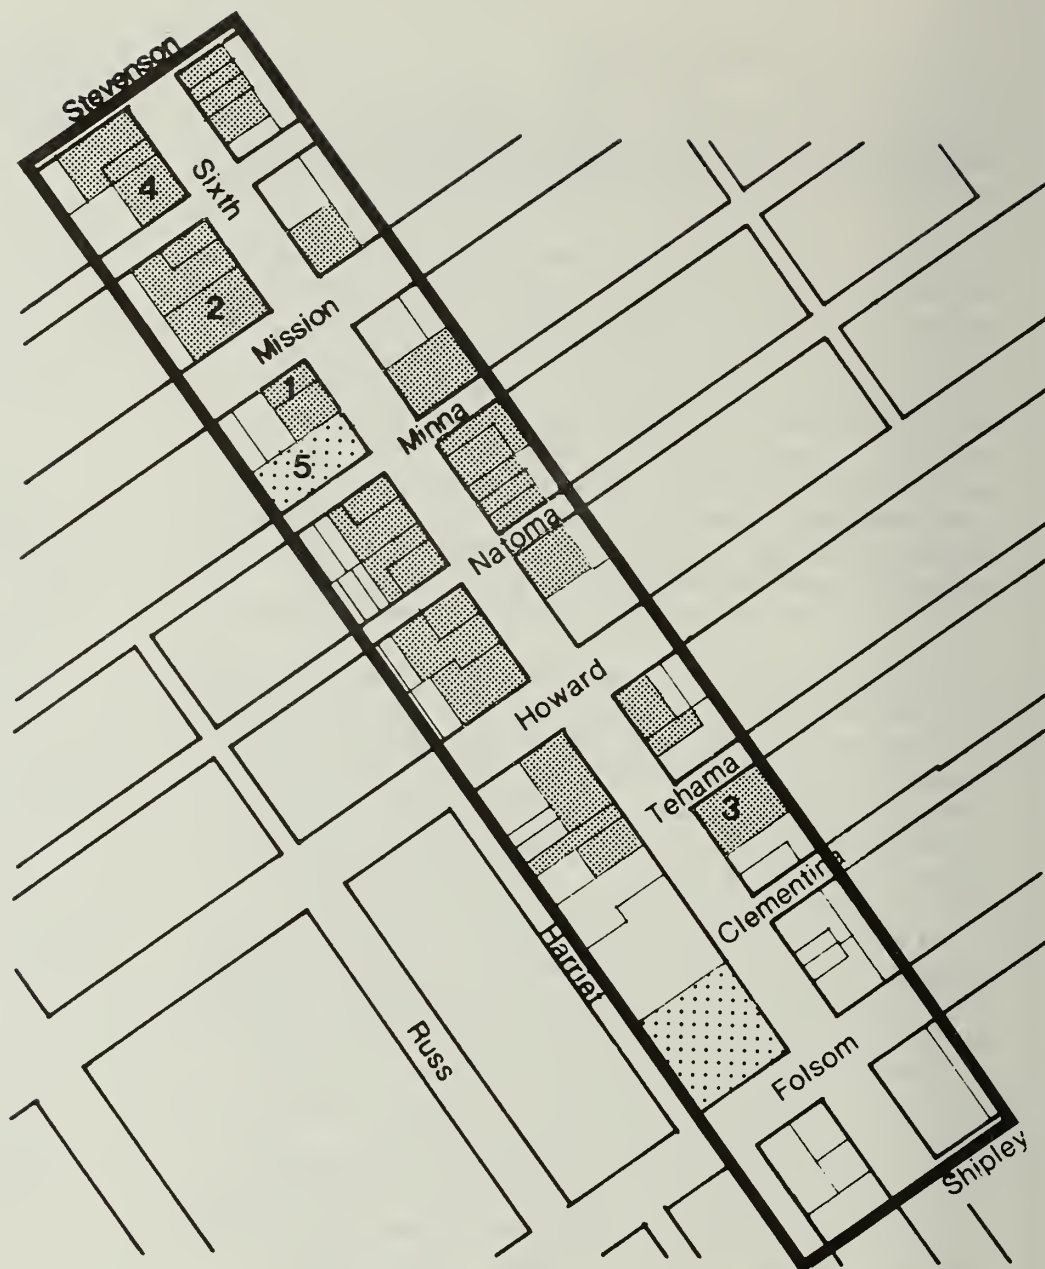 Stevenson
4
Sixth
2
Mission
1
Minna
5
Natoma
Howard
Tehama
3
Clementina
Harriet
Russ
Folsom
Shipley